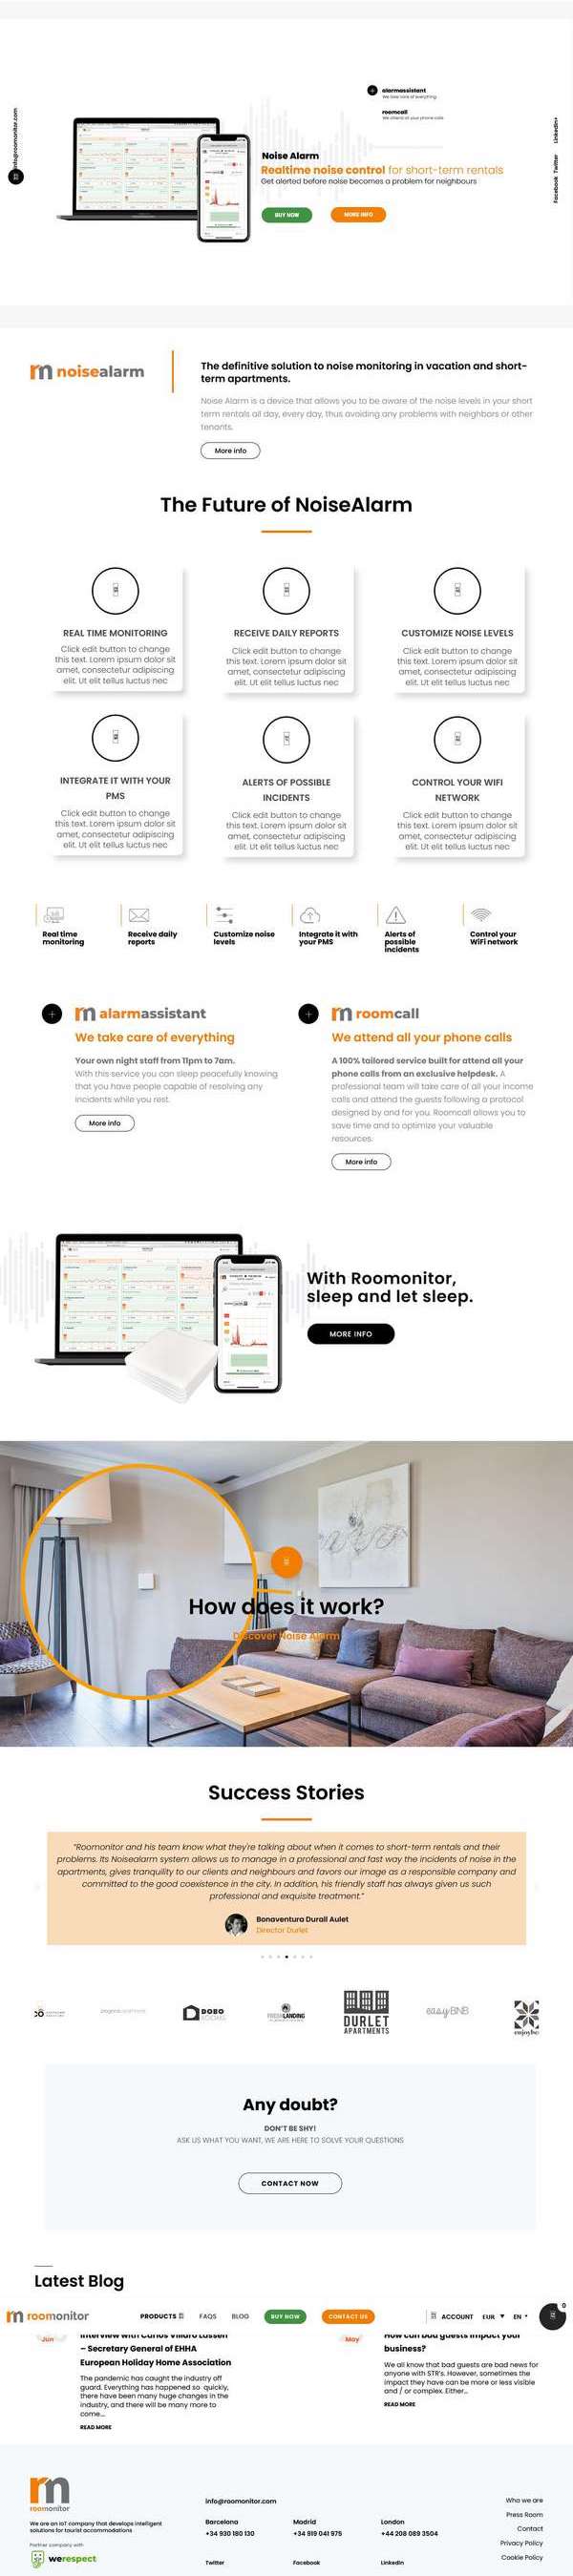 alarmassistant
We take care of everything
roomcall
We attend all your phone calls
info@roomonitor.com
Facebook Twitter LinkedIn+
Noise Alarm
Realtime noise control for short-term rentals
Get alerted before noise becomes a problem for neighbours
BUY NOW
MORE INFO
rm noisealarm
The definitive solution to noise monitoring in vacation and short-
term apartments.
Noise Alarm is a device that allows you to be aware of the noise levels in your short
term rentals all day, every day, thus avoiding any problems with neighbors or other
tenants.
More info
The Future of NoiseAlarm
REAL TIME MONITORING
Click edit button to change
this text. Lorem ipsum dolor sit
amet, consectetur adipiscing
elit. Ut elit tellus luctus nec
RECEIVE DAILY REPORTS
Click edit button to change
this text. Lorem ipsum dolor sit
amet, consectetur adipiscing
elit. Ut elit tellus luctus nec
CUSTOMIZE NOISE LEVELS
Click edit button to change
this text. Lorem ipsum dolor sit
amet, consectetur adipiscing
elit. Ut elit tellus luctus nec
INTEGRATE IT WITH YOUR
PMS
Click edit button to change
this text. Lorem ipsum dolor sit
amet, consectetur adipiscing
elit. Ut elit tellus luctus nec
ALERTS OF POSSIBLE
INCIDENTS
Click edit button to change
this text. Lorem ipsum dolor sit
amet, consectetur adipiscing
elit. Ut elit tellus luctus nec
CONTROL YOUR WIFI
NETWORK
Click edit button to change
this text. Lorem ipsum dolor sit
amet, consectetur adipiscing
elit. Ut elit tellus luctus nec
Real time
monitoring
Receive daily
reports
Customize noise
levels
Integrate it with
your PMS
Alerts of
possible
incidents
Control your
WiFi network
rm alarmassistant
We take care of everything
Your own night staff from 11pm to 7am.
With this service you can sleep peacefully knowing
that you have people capable of resolving any
incidents while you rest.
More info
rm roomcall
We attend all your phone calls
A 100% tailored service built for attend all your
phone calls from an exclusive helpdesk. A
professional team will take care of all your income
calls and attend the guests following a protocol
designed by and for you. Roomcall allows you to
save time and to optimize your valuable
resources.
More info
With Roomonitor,
sleep and let sleep.
MORE INFO
How does it work?
Discover Noise Alarm
Success Stories
"Roomonitor and his team know what they're talking about when it comes to short-term rentals and their
problems. Its Noisealarm system allows us to manage in a professional and fast way the incidents of noise in the
apartments, gives tranquility to our clients and neighbours and favors our image as a responsible company and
committed to the good coexistence in the city. In addition, his friendly staff has always given us such
professional and exquisite treatment."
Bonaventura Durall Aulet
Director Durlet
DOBO
ROOMS
FRESHLANDING
DURLET
APARTMENTS
easyBNB
enjoybcn
Any doubt?
DON'T BE SHY!
ASK US WHAT YOU WANT, WE ARE HERE TO SOLVE YOUR QUESTIONS
CONTACT NOW
Latest Blog
rm roomonitor
PRODUCTS
FAQS
BLOG
BUY NOW
CONTACT US
ACCOUNT
EUR
EN
0
Jun
Interview with Carlos Villaro Lassen
– Secretary General of EHHA
European Holiday Home Association
The pandemic has caught the industry off
guard. Everything has happened so quickly,
there have been many huge changes in the
industry, and there will be many more to
come...
READ MORE
May
How can bad guests impact your
business?
We all know that bad guests are bad news for
anyone with STR's. However, sometimes the
impact they have can be more or less visible
and / or complex. Either...
READ MORE
rm
roomonitor
We are an IoT company that develops intelligent
solutions for tourist accommodations
Partner company with
werespect
info@roomonitor.com
Barcelona
+34 930 180 130
Madrid
+34 919 041 975
London
+44 208 089 3504
Twitter
Facebook
LinkedIn
Who we are
Press Room
Contact
Privacy Policy
Cookie Policy